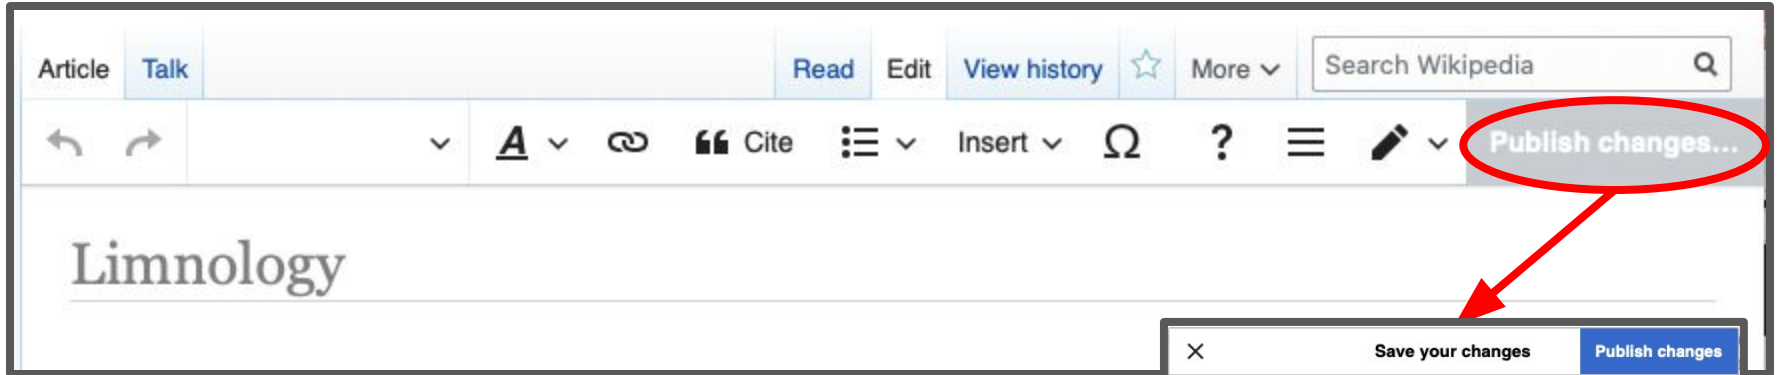 Article Talk Read Edit View history More Search Wikipedia
A Cite Insert Ω ? Publish changes...
Limnology
Save your changes Publish changes